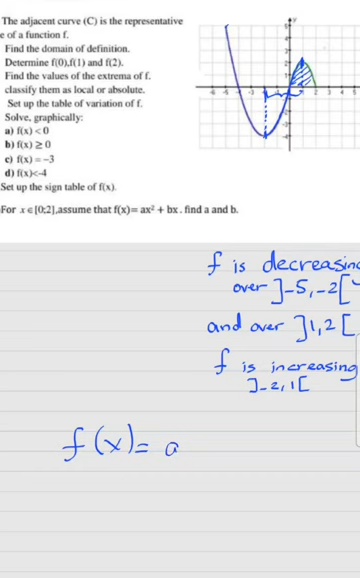 The adjacent curve (C) is the representative
e of a function f.
Find the domain of definition.
Determine f(0),f(1) and f(2).
Find the values of the extrema of f.
classify them as local or absolute.
Set up the table of variation of f.
Solve, graphically:
a) f(x) < 0
b) f(x) ≥ 0
c) f(x) = −3
d) f(x)<-4
Set up the sign table of f(x).
For x ∈ [0;2],assume that f(x)= ax² + bx . find a and b.
f is decreasing
over ]-5,-2[
and over ]1,2[
f is increasing
]-2,1[
f(x)= a